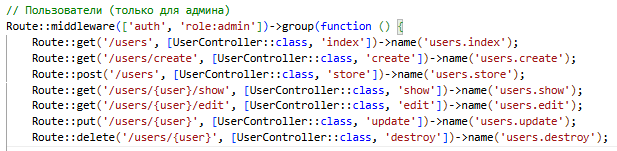 // Пользователи (только для админа)
Route::middleware(['auth', 'role:admin'])->group(function () {
    Route::get('/users', [UserController::class, 'index'])->name('users.index');
    Route::get('/users/create', [UserController::class, 'create'])->name('users.create');
    Route::post('/users', [UserController::class, 'store'])->name('users.store');
    Route::get('/users/{user}/show', [UserController::class, 'show'])->name('users.show');
    Route::get('/users/{user}/edit', [UserController::class, 'edit'])->name('users.edit');
    Route::put('/users/{user}', [UserController::class, 'update'])->name('users.update');
    Route::delete('/users/{user}', [UserController::class, 'destroy'])->name('users.destroy');